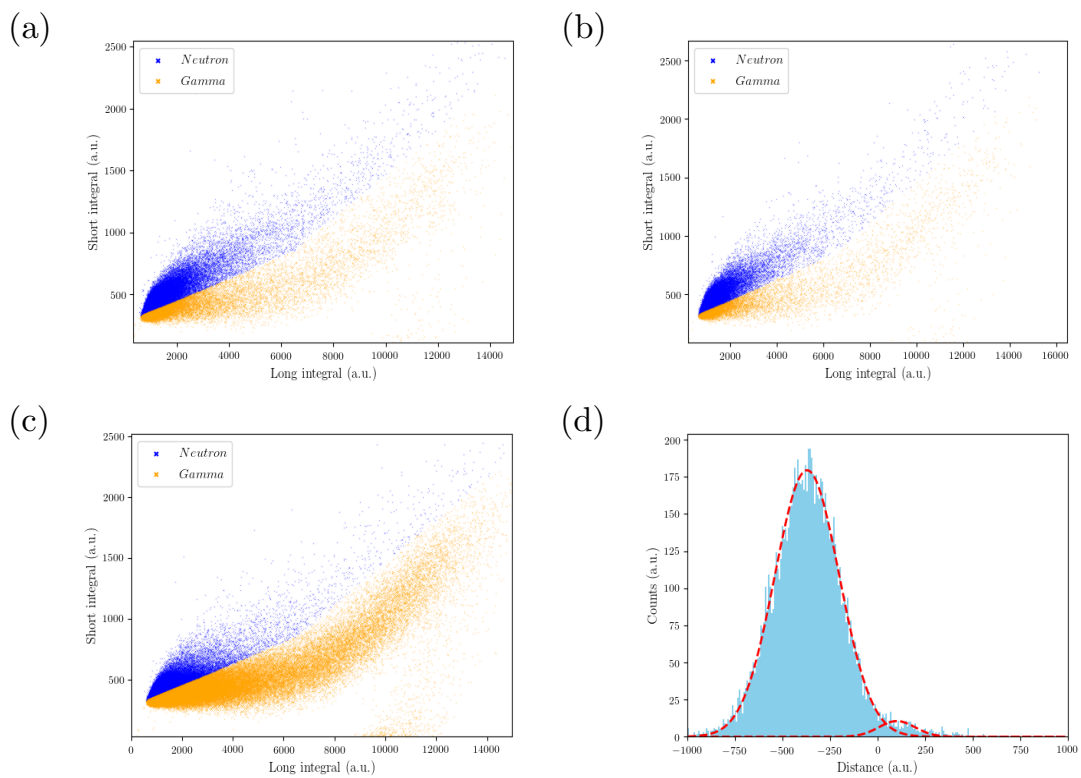 (a)
2500
2000
1500
1000
500
Short integral (a.u.)
Neutron
Gamma
2000 4000 6000 8000 10000 12000 14000
Long integral (a.u.)
(b)
2500
2000
1500
1000
500
Short integral (a.u.)
Neutron
Gamma
2000 4000 6000 8000 10000 12000 14000 16000
Long integral (a.u.)
(c)
2500
2000
1500
1000
500
Short integral (a.u.)
Neutron
Gamma
0 2000 4000 6000 8000 10000 12000 14000
Long integral (a.u.)
(d)
200
175
150
125
100
75
50
25
0
Counts (a.u.)
−1000 −750 −500 −250 0 250 500 750 1000
Distance (a.u.)